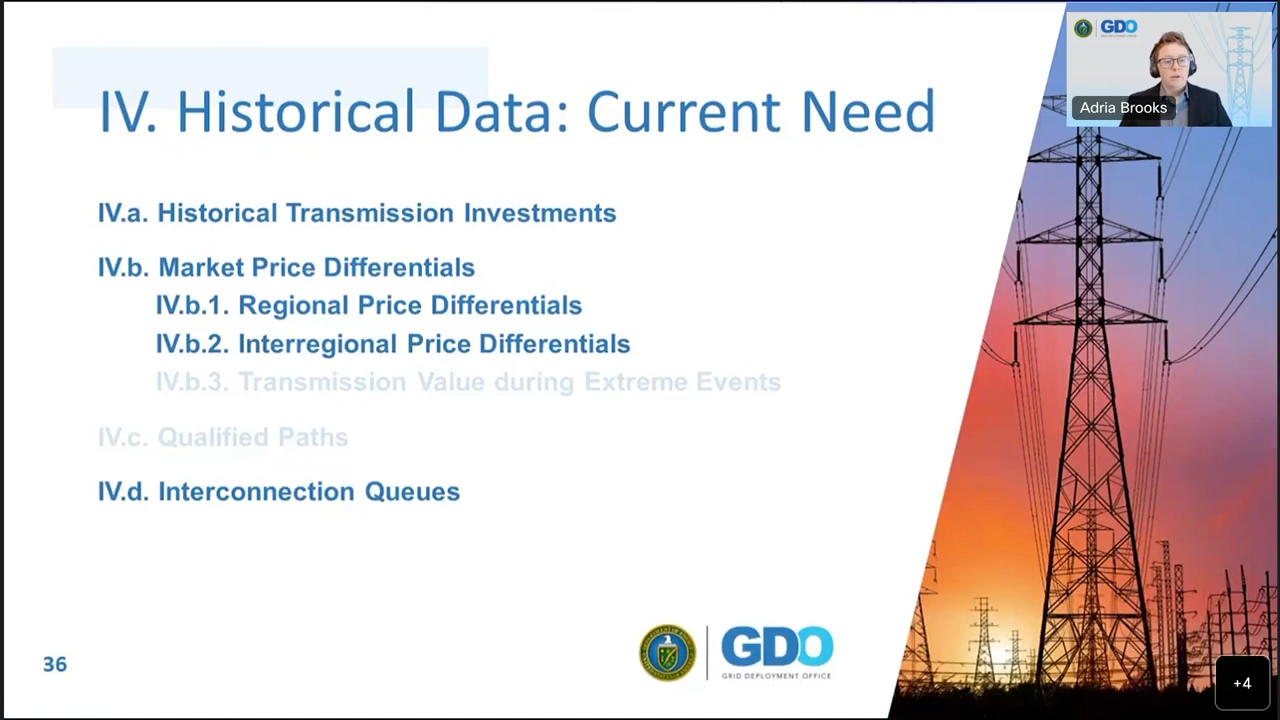 IV. Historical Data: Current Need
GDO
Adria Brooks
IV.a. Historical Transmission Investments
IV.b. Market Price Differentials
IV.b.1. Regional Price Differentials
IV.b.2. Interregional Price Differentials
IV.b.3. Transmission Value during Extreme Events
IV.c. Qualified Paths
IV.d. Interconnection Queues
36
GDO
GRID DEPLOYMENT OFFICE
+4